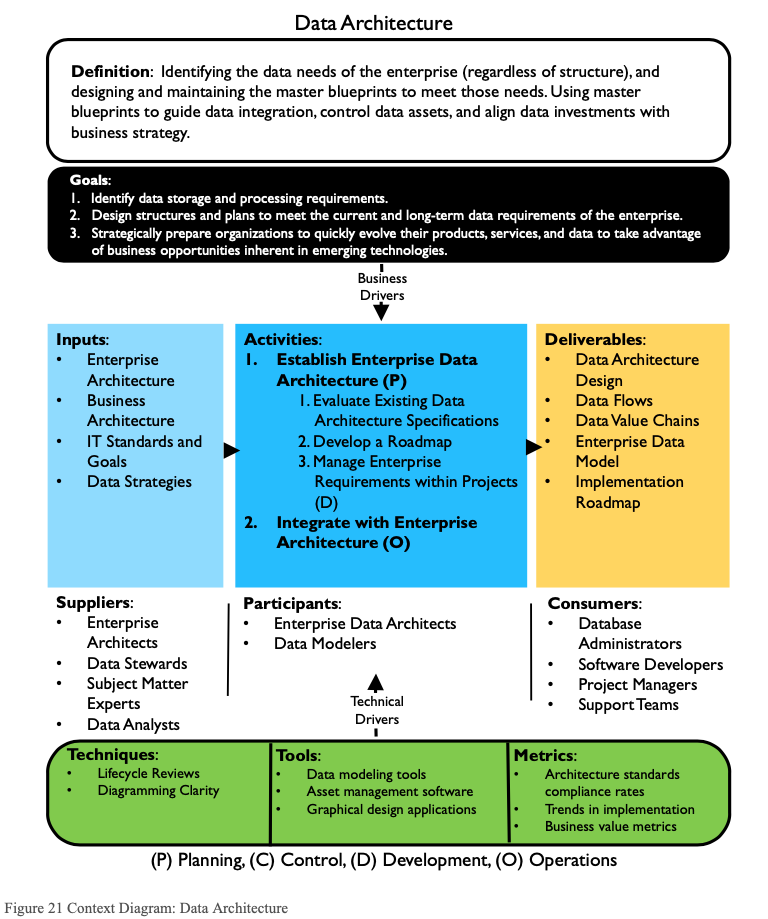 Data Architecture
Definition: Identifying the data needs of the enterprise (regardless of structure), and
designing and maintaining the master blueprints to meet those needs. Using master
blueprints to guide data integration, control data assets, and align data investments with
business strategy.
Goals:
1. Identify data storage and processing requirements.
2. Design structures and plans to meet the current and long-term data requirements of the enterprise.
3. Strategically prepare organizations to quickly evolve their products, services, and data to take advantage
of business opportunities inherent in emerging technologies.
Business
Drivers
Inputs:
• Enterprise
Architecture
• Business
Architecture
• IT Standards and
Goals
• Data Strategies
Activities:
1. Establish Enterprise Data
Architecture (P)
1. Evaluate Existing Data
Architecture Specifications
2. Develop a Roadmap
3. Manage Enterprise
Requirements within Projects
(D)
2. Integrate with Enterprise
Architecture (O)
Deliverables:
• Data Architecture
Design
• Data Flows
• Data Value Chains
• Enterprise Data
Model
• Implementation
Roadmap
Suppliers:
• Enterprise
Architects
• Data Stewards
• Subject Matter
Experts
• Data Analysts
Participants:
• Enterprise Data Architects
• Data Modelers
Consumers:
• Database
Administrators
• Software Developers
• Project Managers
• Support Teams
Technical
Drivers
Techniques:
• Lifecycle Reviews
• Diagramming Clarity
Tools:
• Data modeling tools
• Asset management software
• Graphical design applications
Metrics:
• Architecture standards
compliance rates
• Trends in implementation
• Business value metrics
(P) Planning, (C) Control, (D) Development, (O) Operations
Figure 21 Context Diagram: Data Architecture